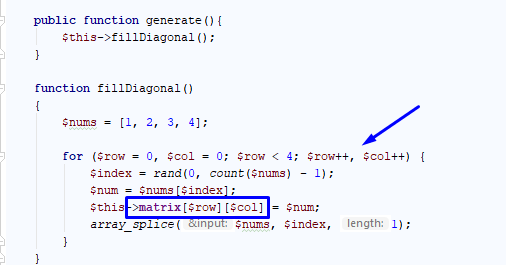 public function generate(){
$this->fillDiagonal();
}
function fillDiagonal()
{
$nums = [1, 2, 3, 4];
for ($row = 0, $col = 0; $row < 4; $row++, $col++) {
$index = rand(0, count($nums) - 1);
$num = $nums[$index];
$this->matrix[$row][$col] = $num;
array_splice( &input: $nums, $index, length: 1);
}
}